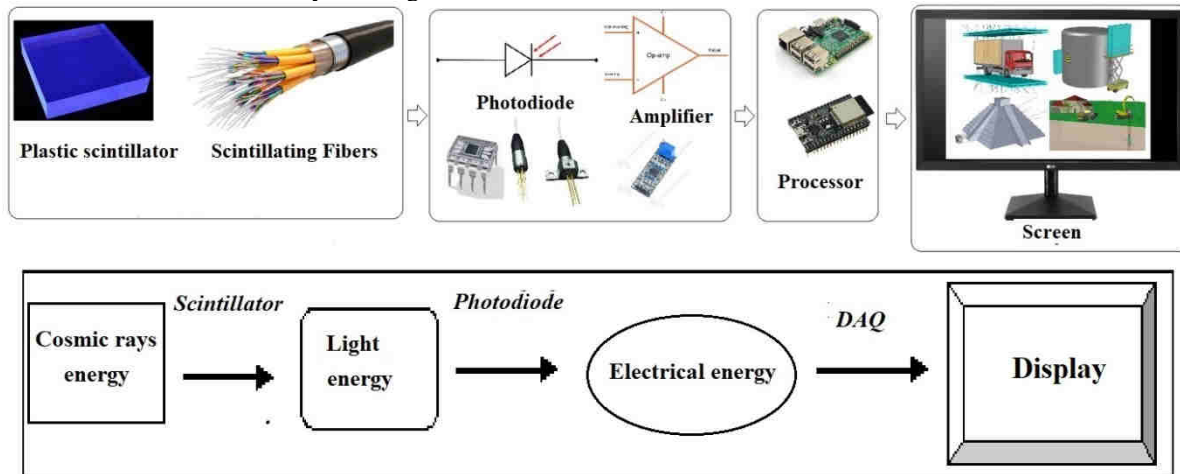 Plastic scintillator
Scintillating Fibers
Photodiode
Op-amp
Amplifier
Processor
Screen
Scintillator
Photodiode
DAQ
Cosmic rays
energy
Light
energy
Electrical energy
Display